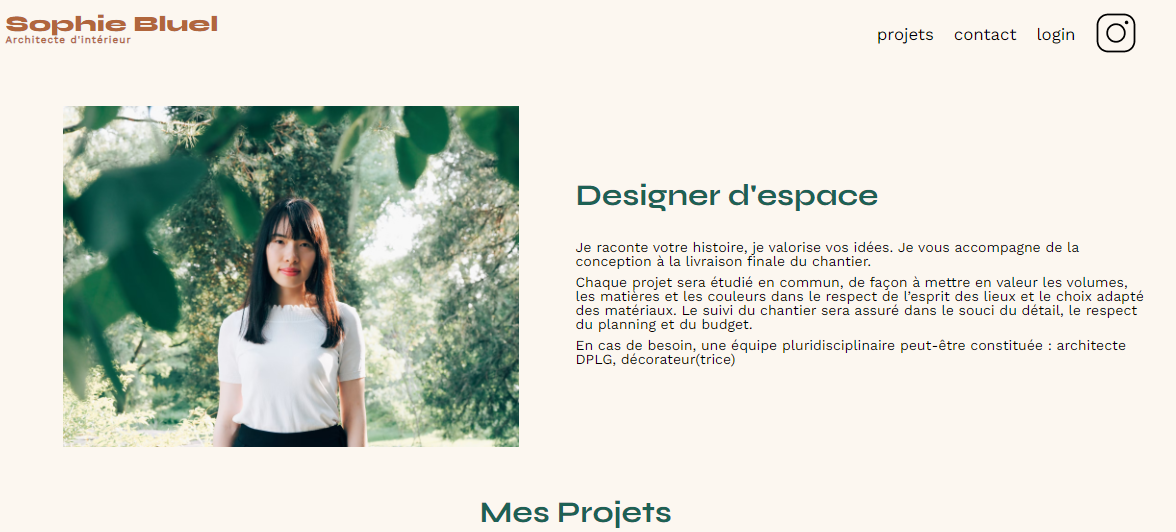 Sophie Bluel
Architecte d'intérieur
projets contact login
Designer d'espace
Je raconte votre histoire, je valorise vos idées. Je vous accompagne de la
conception à la livraison finale du chantier.
Chaque projet sera étudié en commun, de façon à mettre en valeur les volumes,
les matières et les couleurs dans le respect de l’esprit des lieux et le choix adapté
des matériaux. Le suivi du chantier sera assuré dans le souci du détail, le respect
du planning et du budget.
En cas de besoin, une équipe pluridisciplinaire peut-être constituée : architecte
DPLG, décorateur(trice)
Mes Projets